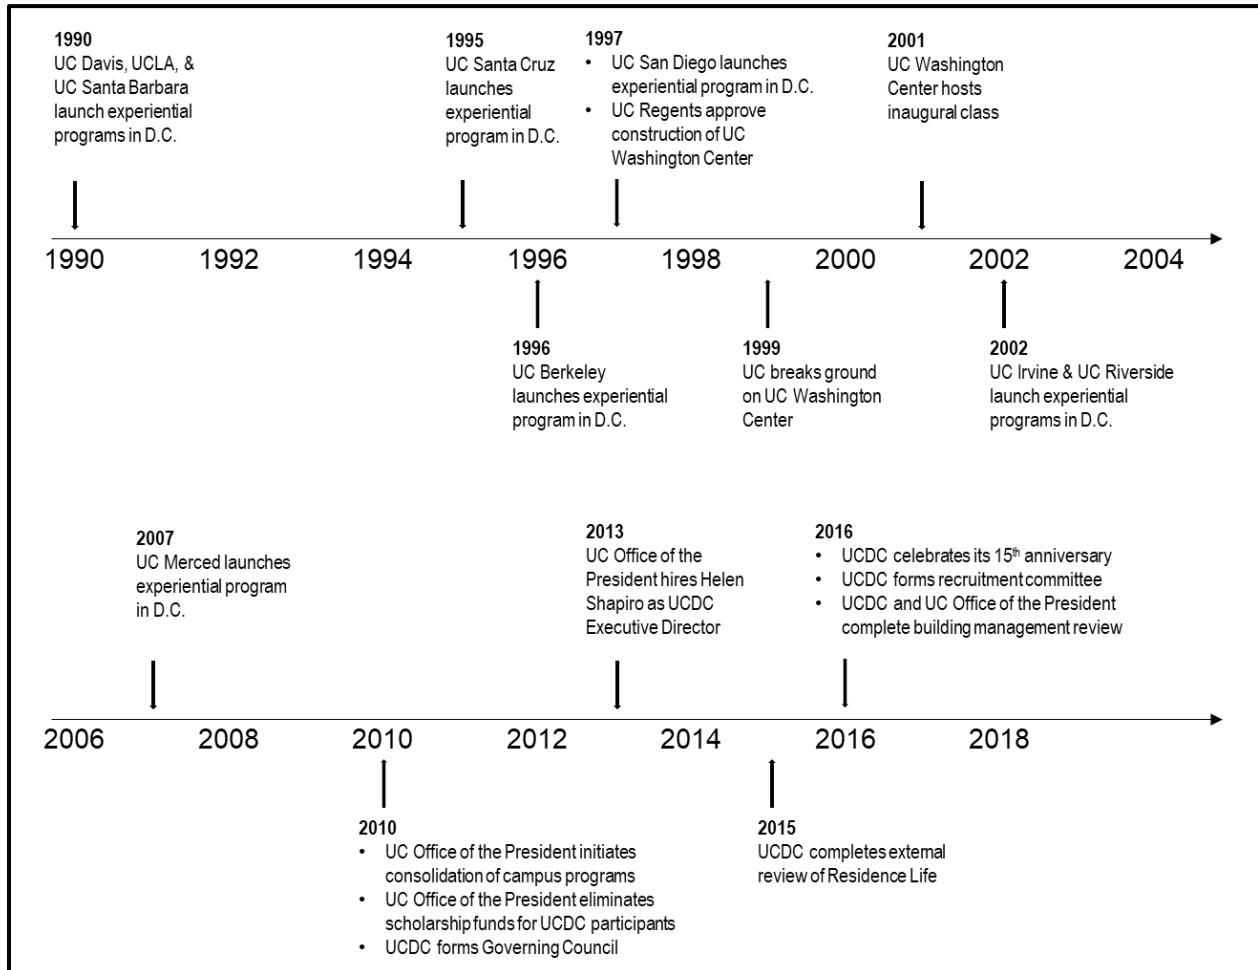 1990
UC Davis, UCLA, &
UC Santa Barbara
launch experiential
programs in D.C.
1995
UC Santa Cruz
launches
experiential
program in D.C.
1997
• UC San Diego launches
experiential program in D.C.
• UC Regents approve
construction of UC
Washington Center
2001
UC Washington
Center hosts
inaugural class
1990 1992 1994 1996 1998 2000 2002 2004
1996
UC Berkeley
launches experiential
program in D.C.
1999
UC breaks ground
on UC Washington
Center
2002
UC Irvine & UC Riverside
launch experiential
programs in D.C.
2007
UC Merced launches
experiential program
in D.C.
2013
UC Office of the
President hires Helen
Shapiro as UCDC
Executive Director
2016
• UCDC celebrates its 15th anniversary
• UCDC forms recruitment committee
• UCDC and UC Office of the President
complete building management review
2006 2008 2010 2012 2014 2016 2018
2010
• UC Office of the President initiates
consolidation of campus programs
• UC Office of the President eliminates
scholarship funds for UCDC participants
• UCDC forms Governing Council
2015
UCDC completes external
review of Residence Life